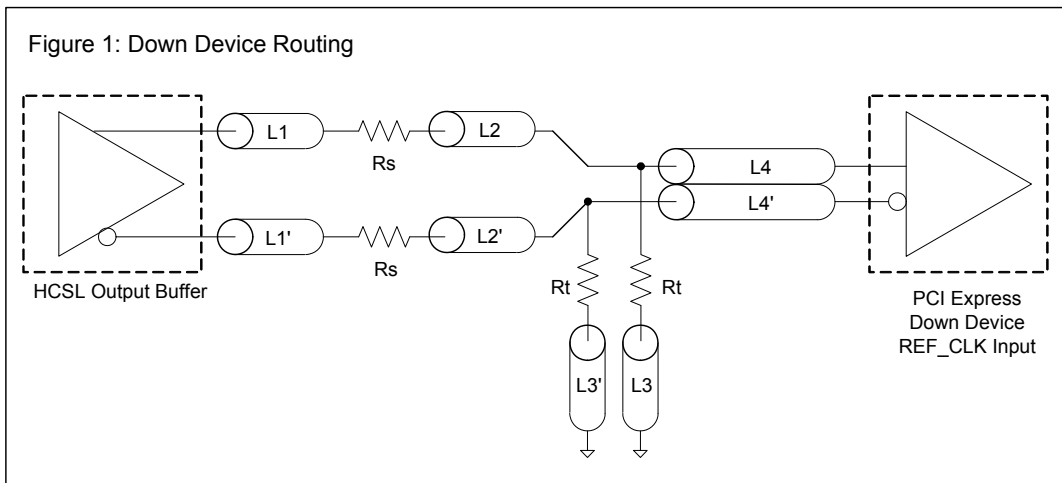 Figure 1: Down Device Routing
L1
L2
Rs
L4
L4'
L1'
L2'
Rs
HCSL Output Buffer
Rt
Rt
PCI Express
Down Device
REF_CLK Input
L3'
L3